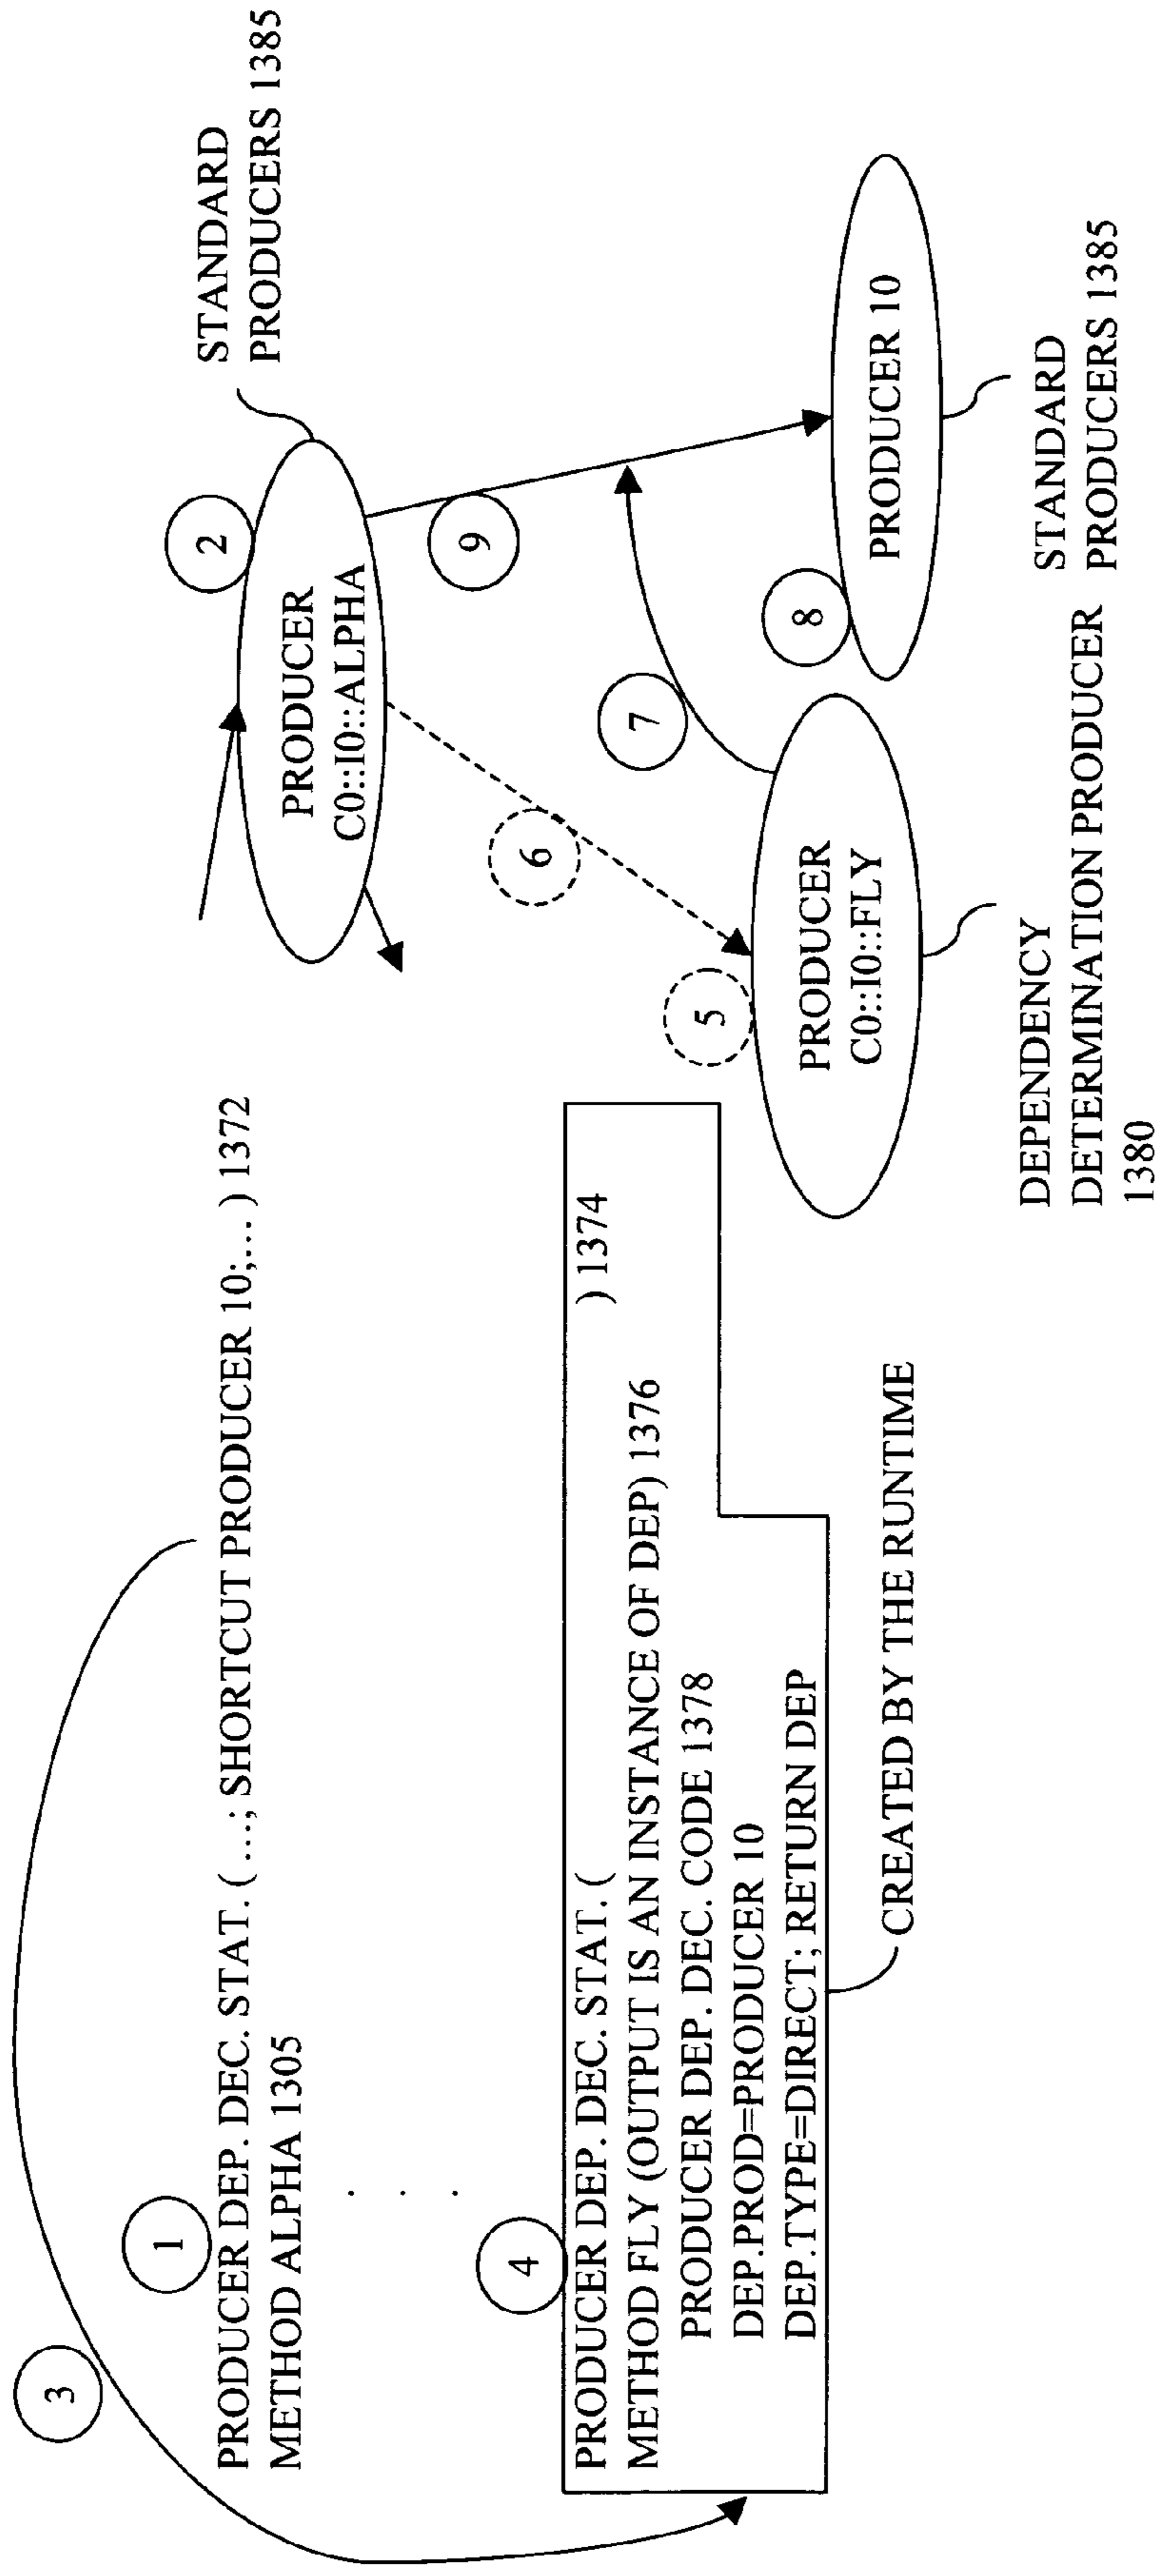 3
1
PRODUCER DEP. DEC. STAT. ( ...; SHORTCUT PRODUCER 10;... ) 1372
METHOD ALPHA 1305
. . .
4
PRODUCER DEP. DEC. STAT. ( ) 1374
METHOD FLY (OUTPUT IS AN INSTANCE OF DEP) 1376
PRODUCER DEP. DEC. CODE 1378
DEP.PROD=PRODUCER 10
DEP.TYPE=DIRECT; RETURN DEP
CREATED BY THE RUNTIME
2
STANDARD
PRODUCERS 1385
PRODUCER
C0::I0::ALPHA
9
6
7
5
8
PRODUCER
C0::I0::FLY
PRODUCER 10
DEPENDENCY
DETERMINATION PRODUCER
1380
STANDARD
PRODUCERS 1385